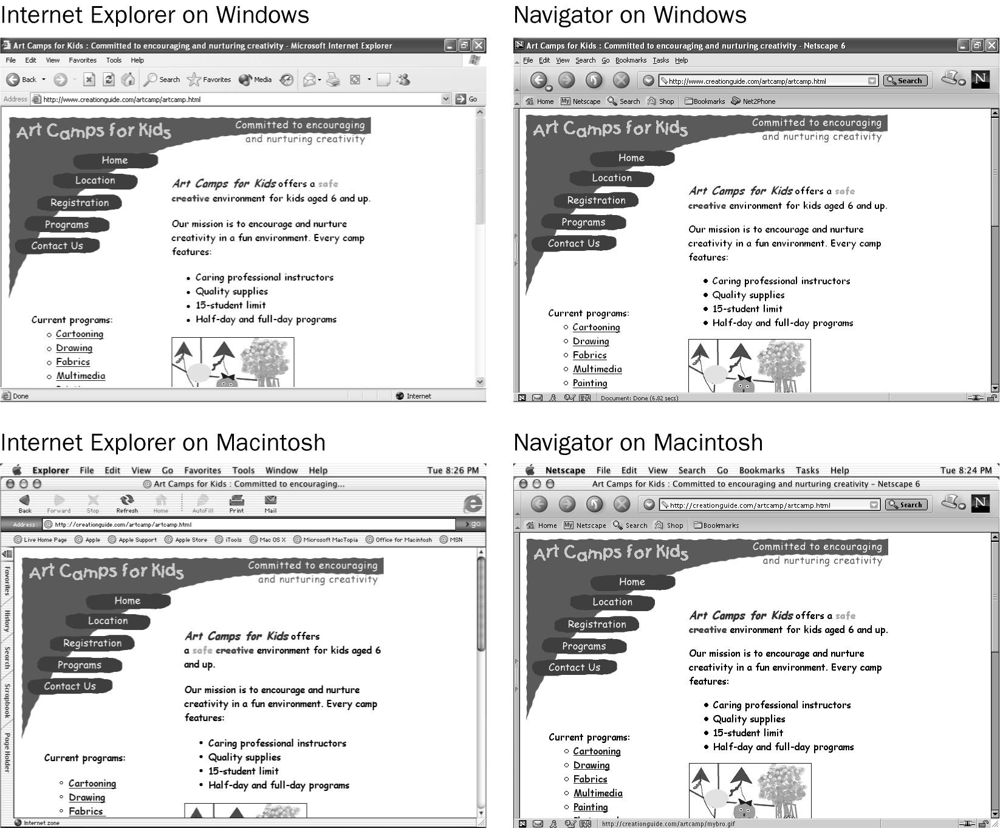 Internet Explorer on Windows
Art Camps for Kids : Committed to encouraging and nurturing creativity - Microsoft Internet Explorer
File Edit View Favorites Tools Help
Back Search Favorites Media
Address http://www.creationguide.com/artcamp/artcamp.html Go
Art Camps for Kids
Committed to encouraging
and nurturing creativity
Home
Location
Registration
Programs
Contact Us
Art Camps for Kids offers a safe
creative environment for kids aged 6 and up.
Our mission is to encourage and nurture
creativity in a fun environment. Every camp
features:
• Caring professional instructors
• Quality supplies
• 15-student limit
• Half-day and full-day programs
Current programs:
Cartooning
Drawing
Fabrics
Multimedia
Done Internet
Navigator on Windows
N Art Camps for Kids : Committed to encouraging and nurturing creativity - Netscape 6
File Edit View Search Go Bookmarks Tasks Help
http://www.creationguide.com/artcamp/artcamp.html Search N
Home My Netscape Search Shop Bookmarks Net2Phone
Art Camps for Kids
Committed to encouraging
and nurturing creativity
Home
Location
Registration
Programs
Contact Us
Art Camps for Kids offers a safe
creative environment for kids aged 6 and up.
Our mission is to encourage and nurture
creativity in a fun environment. Every camp
features:
• Caring professional instructors
• Quality supplies
• 15-student limit
• Half-day and full-day programs
Current programs:
Cartooning
Drawing
Fabrics
Multimedia
Painting
N Document: Done (6.82 secs)
Internet Explorer on Macintosh
Explorer File Edit View Go Favorites Tools Window Help Tue 8:26 PM
Art Camps for Kids : Committed to encouraging...
Back Forward Stop Refresh Home AutoFill Print Mail
Address: http://creationguide.com/artcamp/artcamp.html go
Live Home Page Apple Apple Support Apple Store iTools Mac OS X Microsoft MacTopia Office for Macintosh MSN
Favorites
History
Search
Scrapbook
Page Holder
Art Camps for Kids
Committed to encouraging
and nurturing creativity
Home
Location
Registration
Programs
Contact Us
Art Camps for Kids offers
a safe creative environment for kids aged 6
and up.
Our mission is to encourage and nurture
creativity in a fun environment. Every camp
features:
• Caring professional instructors
• Quality supplies
• 15-student limit
• Half-day and full-day programs
Current programs:
Cartooning
Drawing
Fabrics
Internet zone
Navigator on Macintosh
Netscape File Edit View Search Go Bookmarks Tasks Help Tue 8:24 PM
Art Camps for Kids : Committed to encouraging and nurturing creativity - Netscape 6
http://creationguide.com/artcamp/artcamp.html Search N
Home My Netscape Search Shop Bookmarks
Art Camps for Kids
Committed to encouraging
and nurturing creativity
Home
Location
Registration
Programs
Contact Us
Art Camps for Kids offers a safe
creative environment for kids aged 6 and up.
Our mission is to encourage and nurture
creativity in a fun environment. Every camp
features:
• Caring professional instructors
• Quality supplies
• 15-student limit
• Half-day and full-day programs
Current programs:
Cartooning
Drawing
Fabrics
Multimedia
Painting
N http://creationguide.com/artcamp/mybro.gif